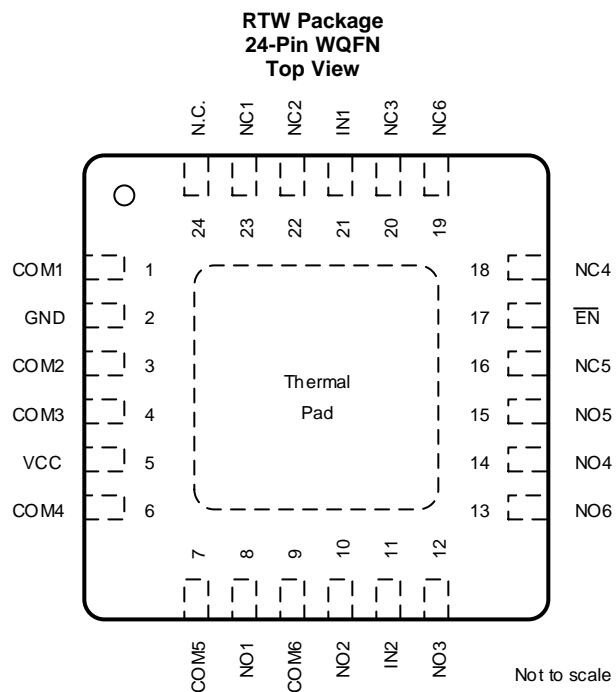 RTW Package
24-Pin WQFN
Top View
N.C.
NC1
NC2
IN1
NC3
NC6
24
23
22
21
20
19
COM1 1
GND 2
COM2 3
COM3 4
VCC 5
COM4 6
Thermal
Pad
18 NC4
17 E̅N̅
16 NC5
15 NO5
14 NO4
13 NO6
7
8
9
10
11
12
COM5
NO1
COM6
NO2
IN2
NO3
Not to scale